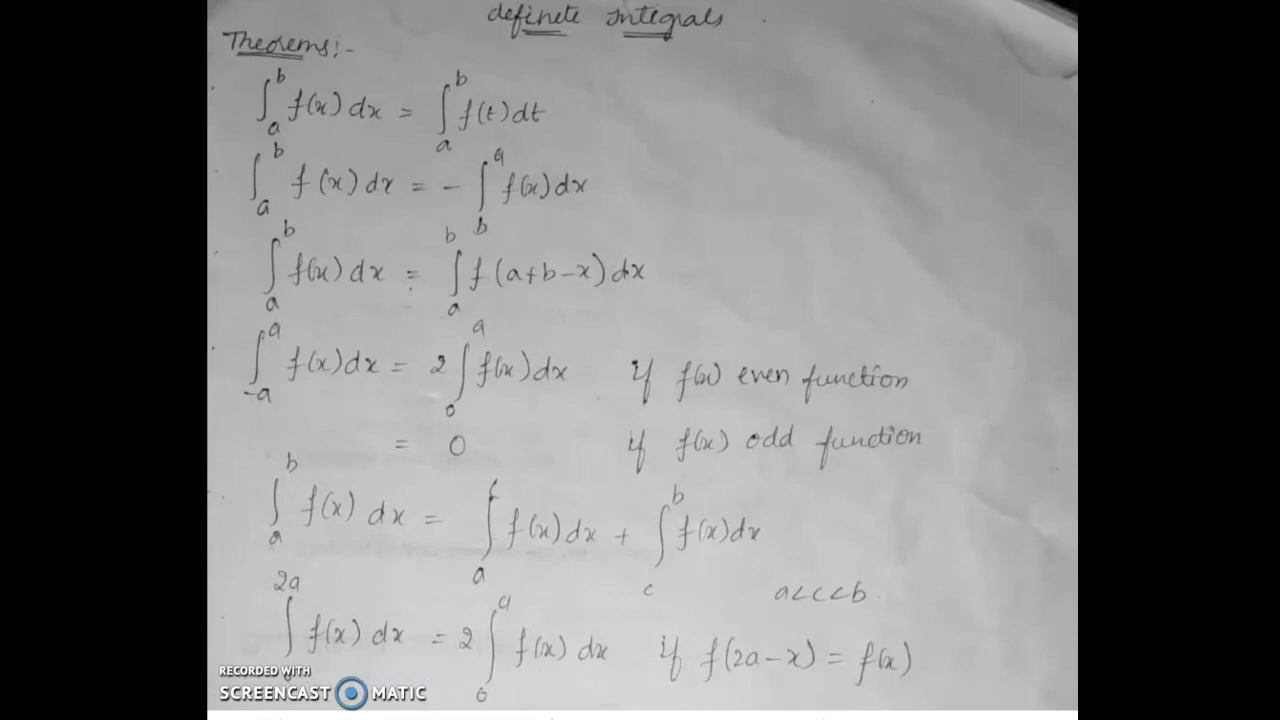 definete Integrals
Theorems:-
∫_a^b f(x) dx = ∫_a^b f(t) dt
∫_a^b f(x) dx = - ∫_b^a f(x) dx
∫_a^b f(x) dx = ∫_a^b f(a+b-x) dx
∫_-a^a f(x) dx = 2 ∫_0^a f(x) dx if f(x) even function
= 0 if f(x) odd function
∫_a^b f(x) dx = ∫_a^c f(x) dx + ∫_c^b f(x) dx
a<c<b
∫^2a f(x) dx = 2 ∫_0^a f(x) dx if f(2a-x) = f(x)
RECORDED WITH
SCREENCAST MATIC